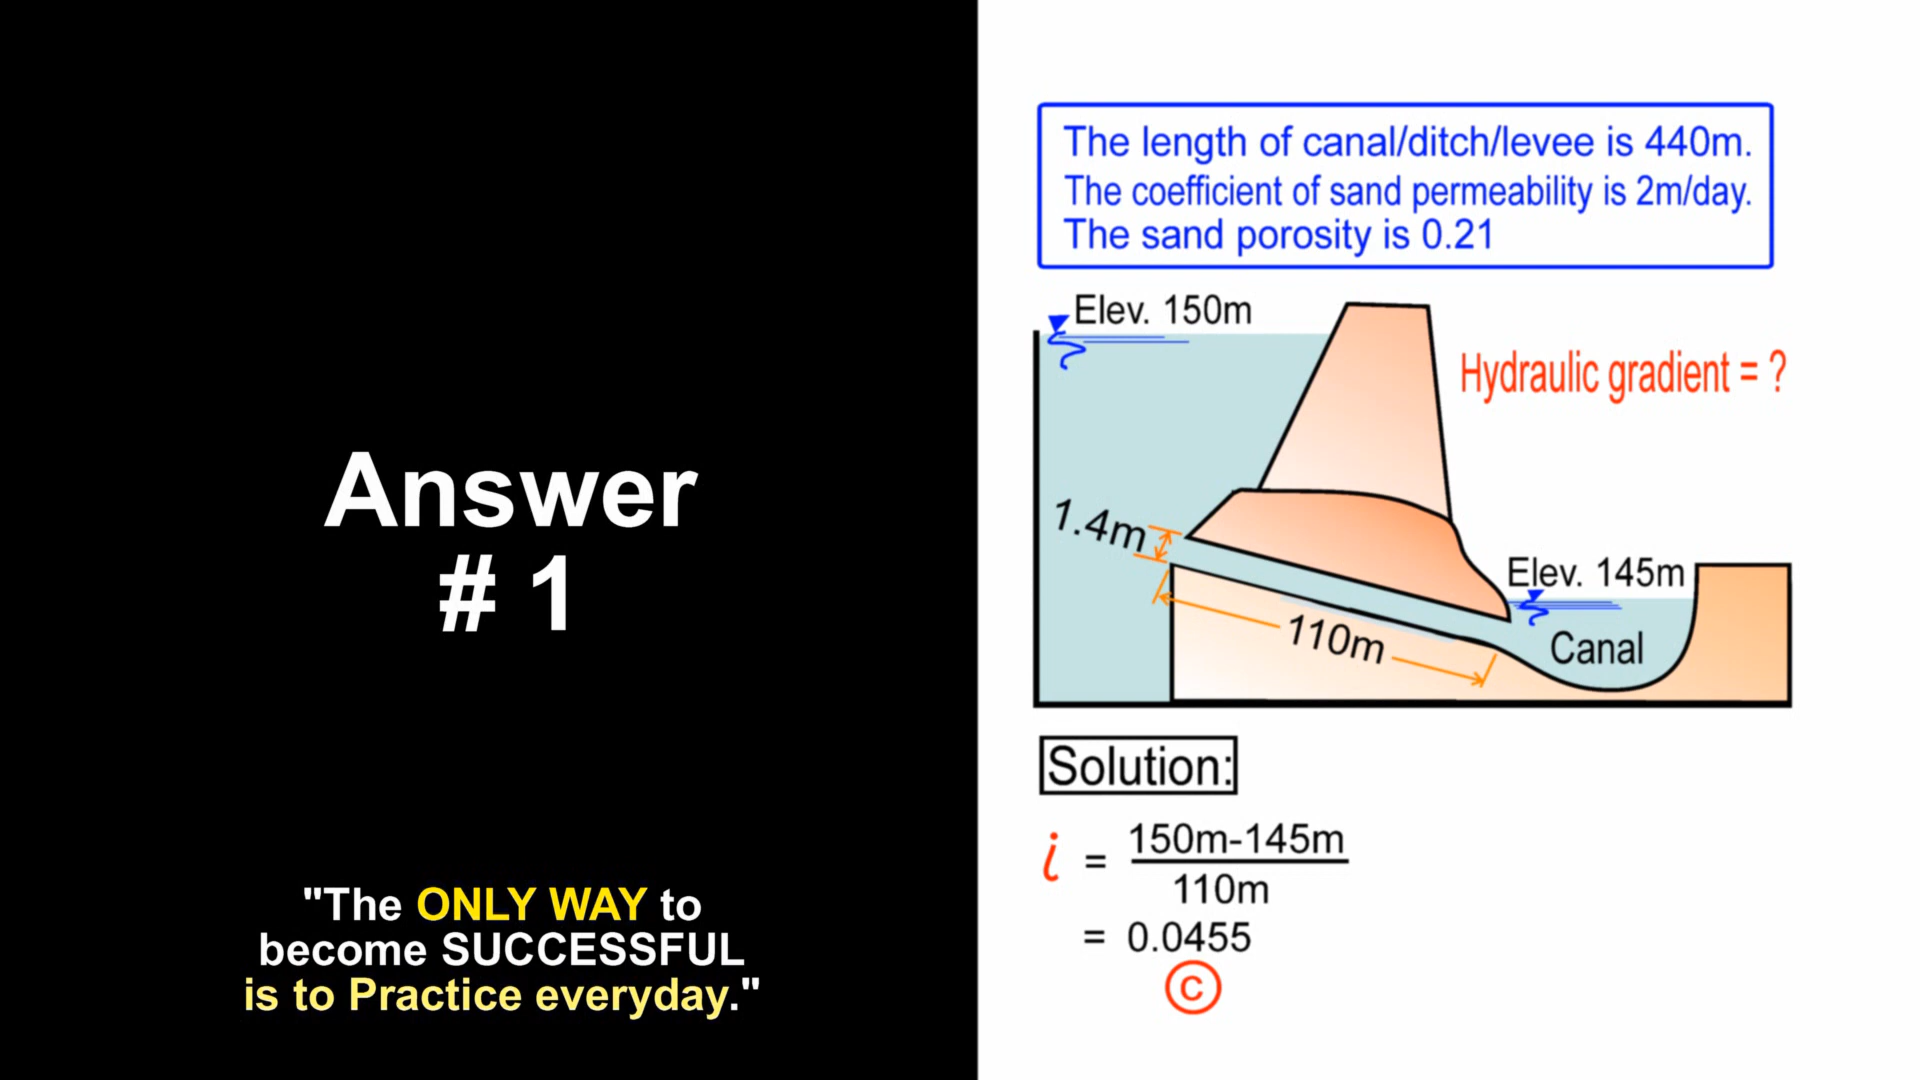 Answer
# 1
"The ONLY WAY to
become SUCCESSFUL
is to Practice everyday."
The length of canal/ditch/levee is 440m.
The coefficient of sand permeability is 2m/day.
The sand porosity is 0.21
Elev. 150m
Hydraulic gradient = ?
1.4m
Elev. 145m
110m
Canal
Solution:
i = 150m-145m
110m
= 0.0455
C